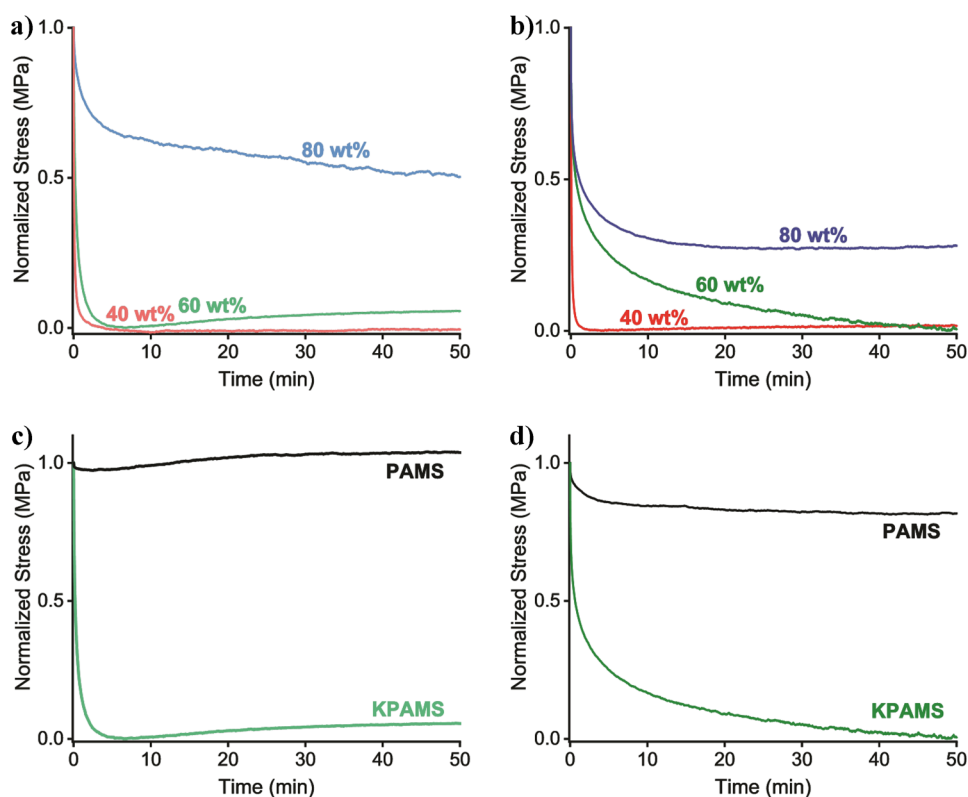 a)
Normalized Stress (MPa)
1.0
0.5
0.0
80 wt%
60 wt%
40 wt%
0 10 20 30 40 50
Time (min)
b)
Normalized Stress (MPa)
1.0
0.5
0.0
80 wt%
60 wt%
40 wt%
0 10 20 30 40 50
Time (min)
c)
Normalized Stress (MPa)
1.0
0.5
0.0
PAMS
KPAMS
0 10 20 30 40 50
Time (min)
d)
Normalized Stress (MPa)
1.0
0.5
0.0
PAMS
KPAMS
0 10 20 30 40 50
Time (min)